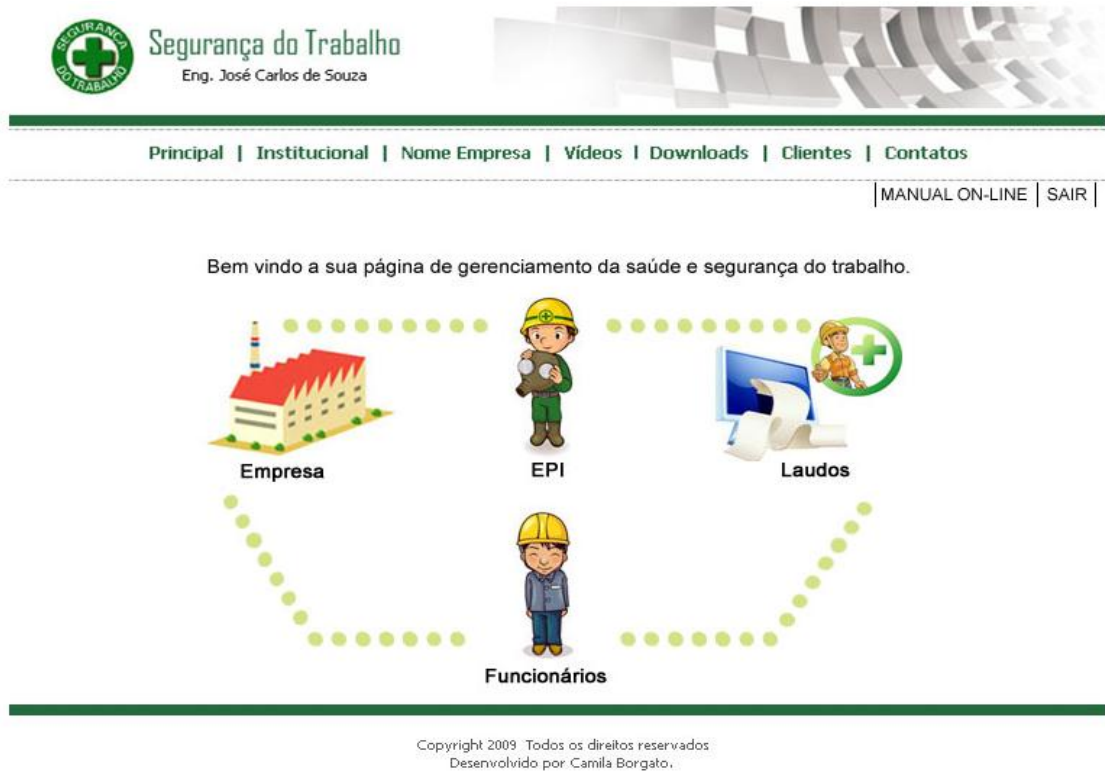 SEGURANÇA
DO TRABALHO
Segurança do Trabalho
Eng. José Carlos de Souza
Principal | Institucional | Nome Empresa | Vídeos | Downloads | Clientes | Contatos
MANUAL ON-LINE | SAIR |
Bem vindo a sua página de gerenciamento da saúde e segurança do trabalho.
Empresa
EPI
Laudos
Funcionários
Copyright 2009 Todos os direitos reservados
Desenvolvido por Camila Borgato.